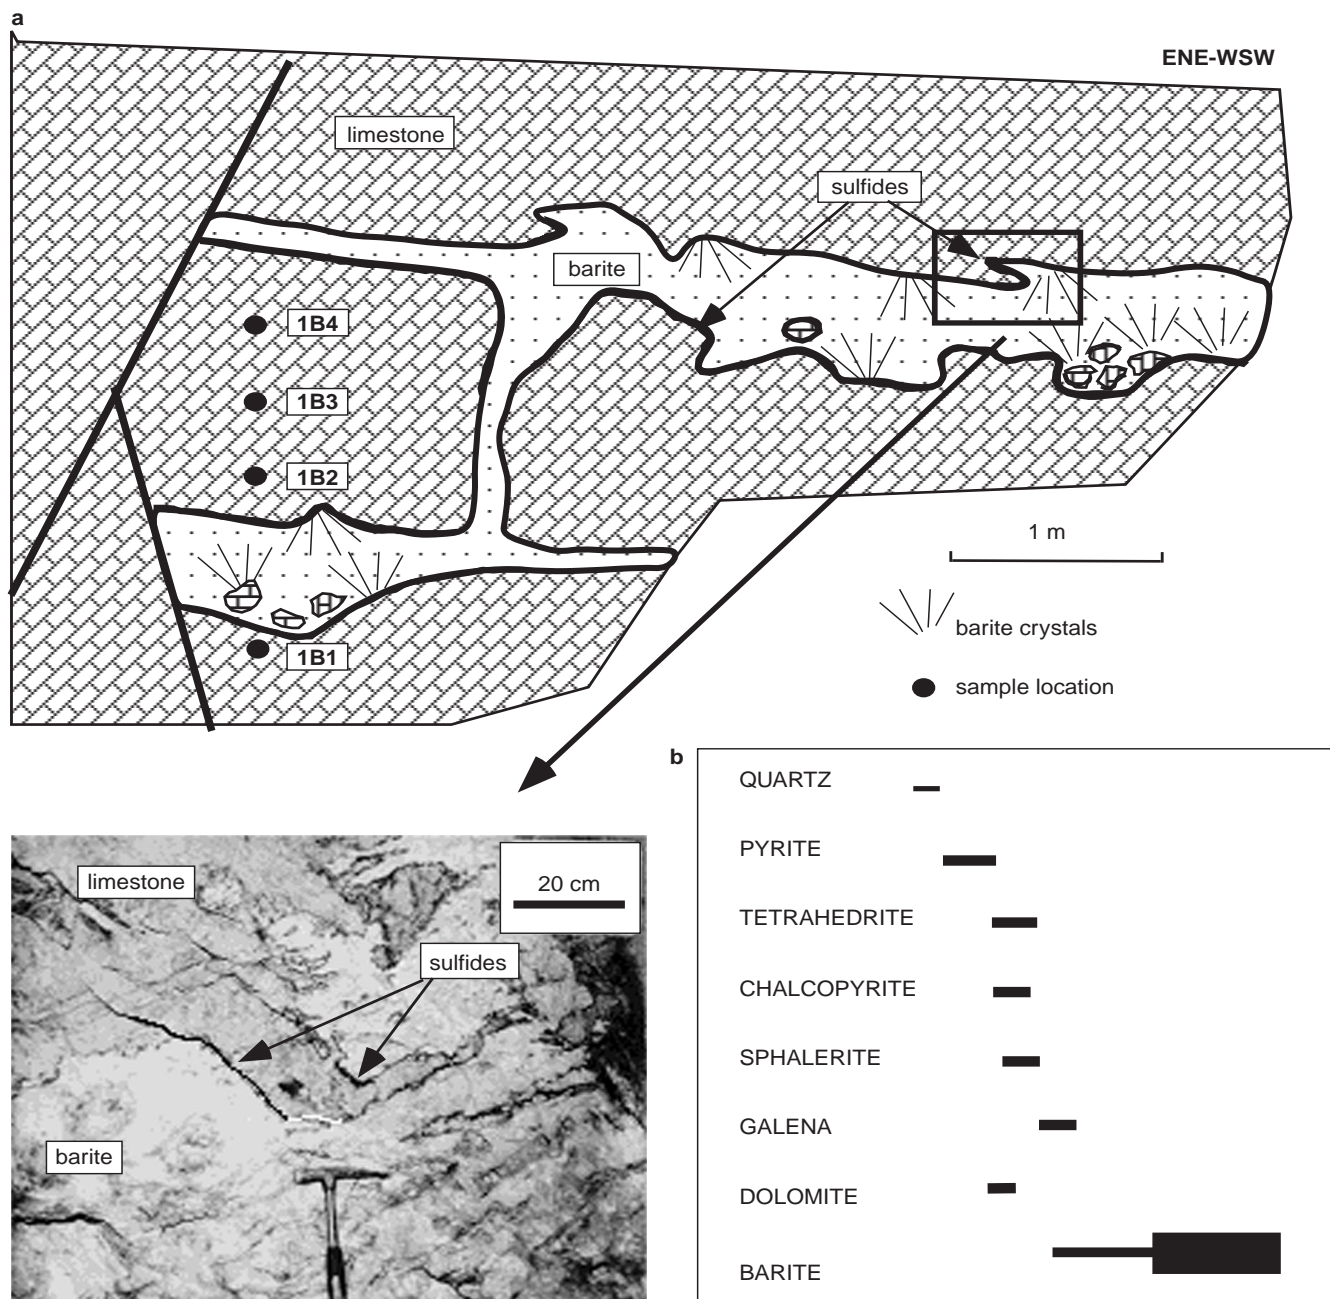 a
ENE-WSW
limestone
sulfides
barite
1B4
1B3
1B2
1B1
1 m
barite crystals
sample location
limestone
20 cm
sulfides
barite
b
QUARTZ
PYRITE
TETRAHEDRITE
CHALCOPYRITE
SPHALERITE
GALENA
DOLOMITE
BARITE